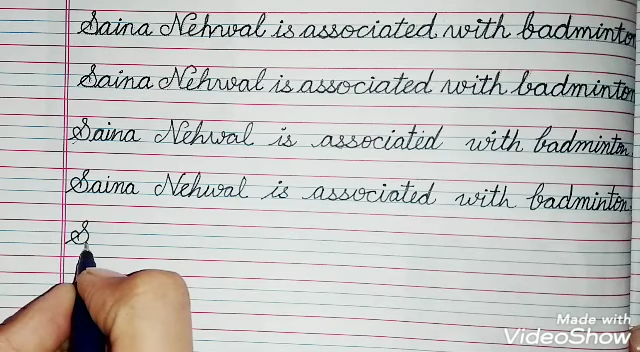 Saina Nehwal is associated with badminton
Saina Nehwal is associated with badminton
Saina Nehwal is associated with badminton.
Saina Nehwal is associated with badminton.
S
Made with
VideoShow